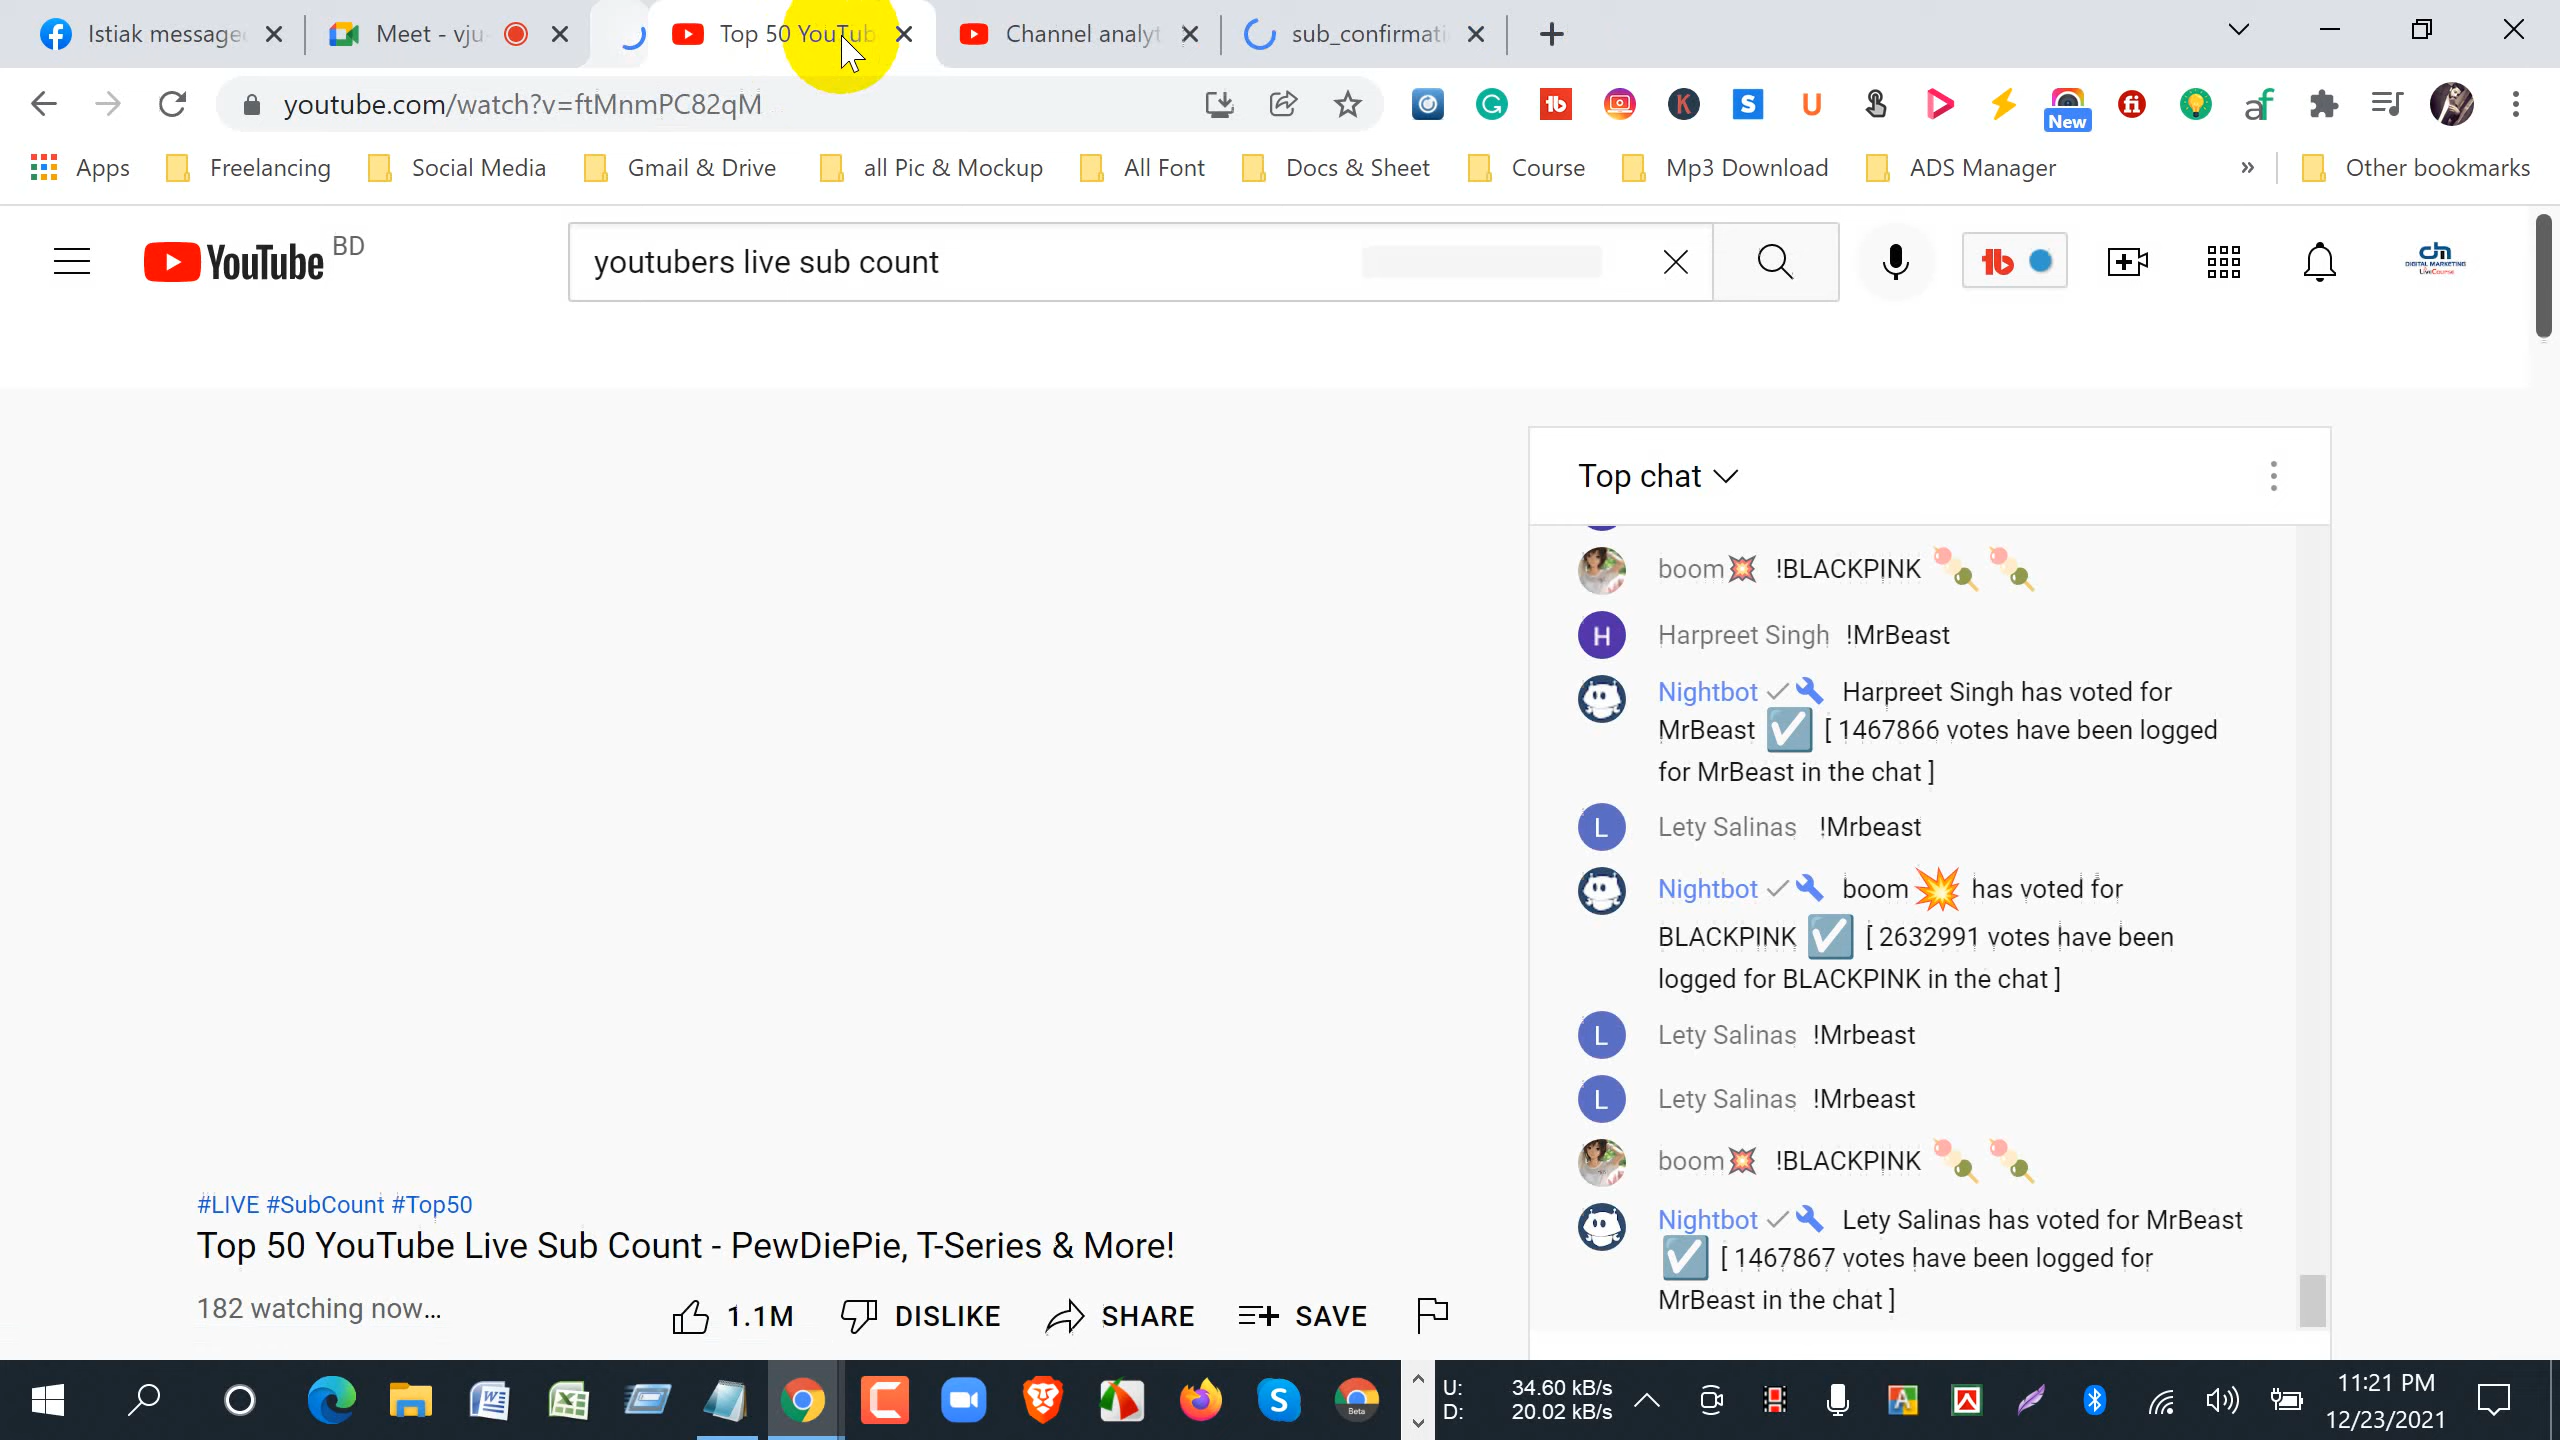 Istiak message
Meet - vju-
Top 50 YouTub
Channel analyt
sub_confirmati
youtube.com/watch?v=ftMnmPC82qM
New
Apps
Freelancing
Social Media
Gmail & Drive
all Pic & Mockup
All Font
Docs & Sheet
Course
Mp3 Download
ADS Manager
»
Other bookmarks
YouTube BD
youtubers live sub count
DIGITAL MARKETING
Top chat
boom💥 !BLACKPINK 🍡 🍡
H Harpreet Singh !MrBeast
Nightbot Harpreet Singh has voted for
MrBeast ☑️ [ 1467866 votes have been logged
for MrBeast in the chat ]
L Lety Salinas !Mrbeast
Nightbot boom💥 has voted for
BLACKPINK ☑️ [ 2632991 votes have been
logged for BLACKPINK in the chat ]
L Lety Salinas !Mrbeast
L Lety Salinas !Mrbeast
boom💥 !BLACKPINK 🍡 🍡
Nightbot Lety Salinas has voted for MrBeast
☑️ [ 1467867 votes have been logged for
MrBeast in the chat ]
#LIVE #SubCount #Top50
Top 50 YouTube Live Sub Count - PewDiePie, T-Series & More!
182 watching now...
1.1M
DISLIKE
SHARE
SAVE
U: 34.60 kB/s
D: 20.02 kB/s
11:21 PM
12/23/2021